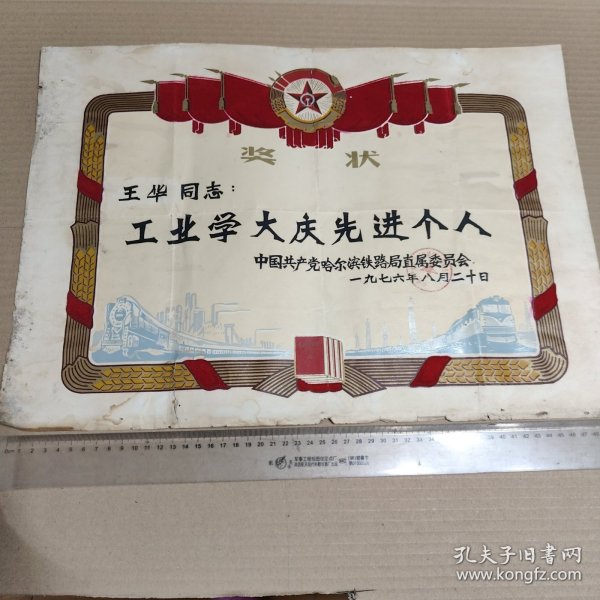 奖状
王华同志：
工业学大庆先进个人
中国共产党哈尔滨铁路局直属委员会
一九七六年八月二十日
孔夫子旧书网
www.kongfz.com